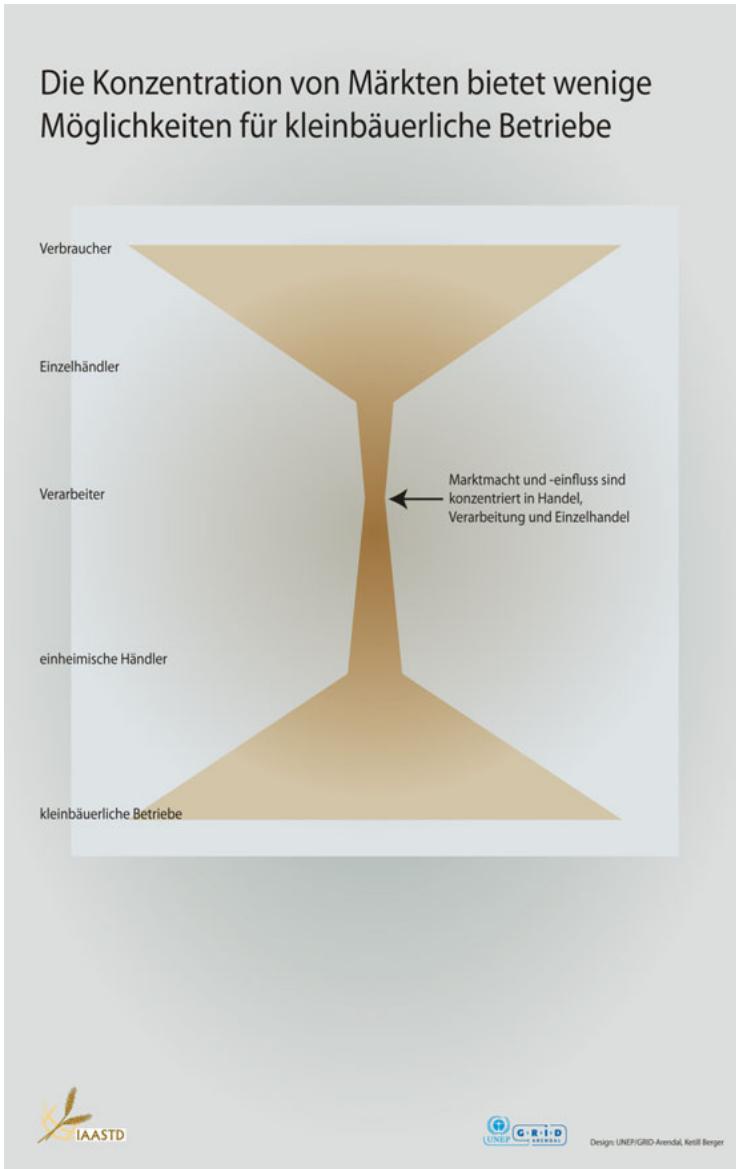 Die Konzentration von Märkten bietet wenige
Möglichkeiten für kleinbäuerliche Betriebe
Verbraucher
Einzelhändler
Verarbeiter
Marktmacht und -einfluss sind
konzentriert in Handel,
Verarbeitung und Einzelhandel
einheimische Händler
kleinbäuerliche Betriebe
IAASTD
UNEP
G·R·I·D
ARENDAL
Design: UNEP/GRID-Arendal, Ketill Berger